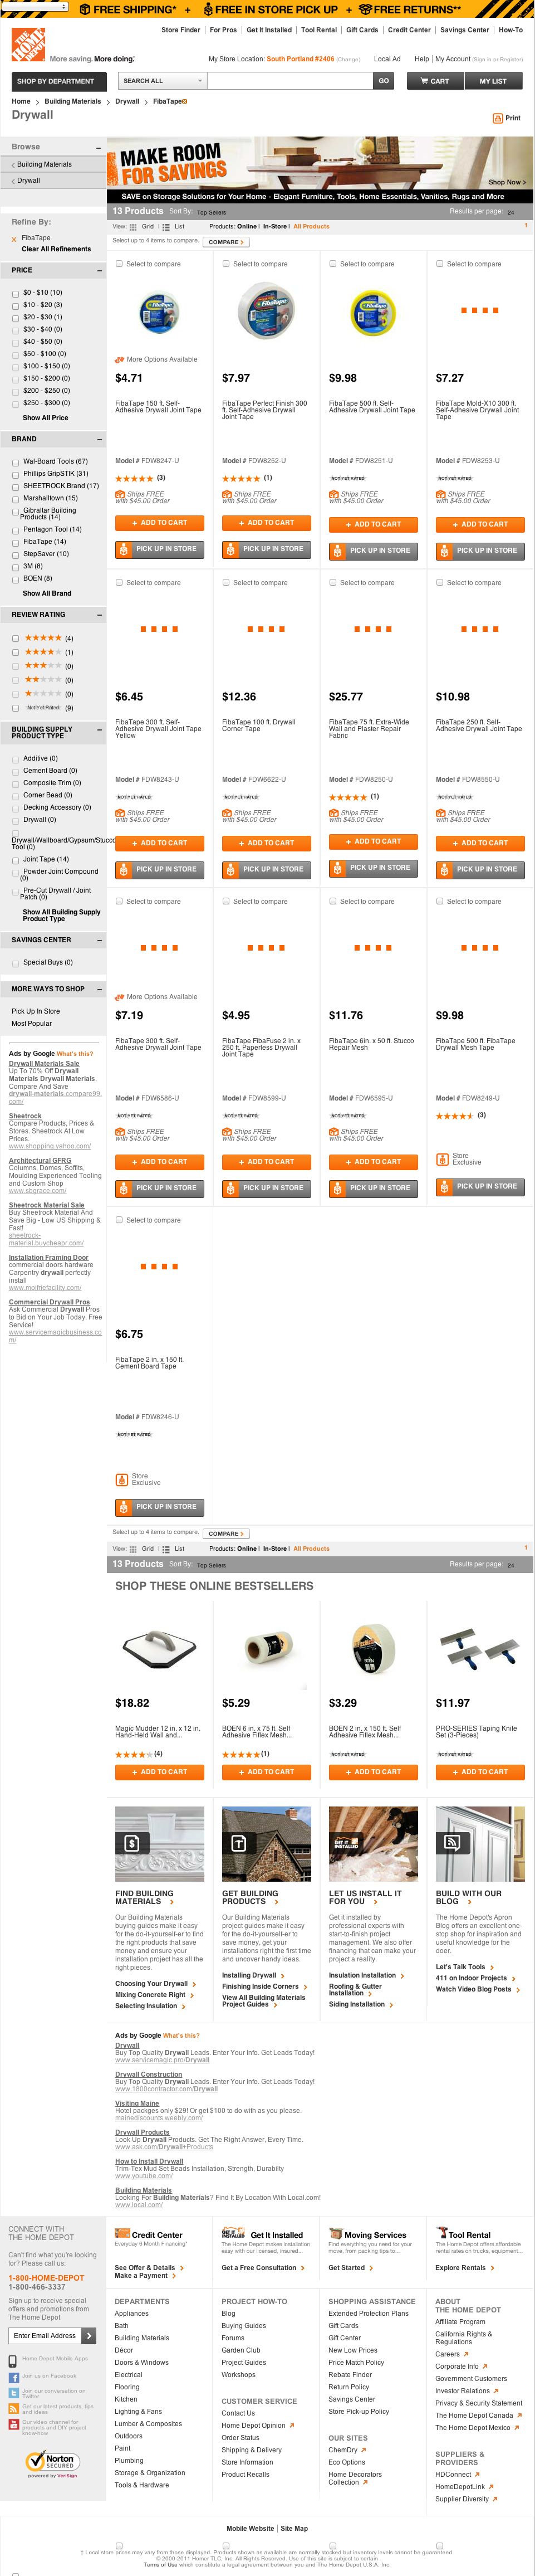 FREE SHIPPING* + FREE IN STORE PICK UP + FREE RETURNS**
Store Finder | For Pros | Get It Installed | Tool Rental | Gift Cards | Credit Center | Savings Center | How-To
More saving. More doing.
My Store Location: South Portland #2406 (Change) Local Ad Help | My Account (Sign in or Register)
SHOP BY DEPARTMENT SEARCH ALL GO CART MY LIST
Home Building Materials Drywall FibaTape
Drywall
Print
Browse
Building Materials
Drywall
MAKE ROOM FOR SAVINGS
Shop Now
SAVE on Storage Solutions for Your Home - Elegant Furniture, Tools, Home Essentials, Vanities, Rugs and More
13 Products Sort By: Top Sellers Results per page: 24
View: Grid | List Products: Online | In-Store | All Products 1
Select up to 4 items to compare. COMPARE
Refine By:
FibaTape
Clear All Refinements
PRICE
$0 - $10 (10)
$10 - $20 (3)
$20 - $30 (1)
$30 - $40 (0)
$40 - $50 (0)
$50 - $100 (0)
$100 - $150 (0)
$150 - $200 (0)
$200 - $250 (0)
$250 - $300 (0)
Show All Price
BRAND
Wal-Board Tools (67)
Phillips GripSTIK (31)
SHEETROCK Brand (17)
Marshalltown (15)
Gibraltar Building
Products (14)
Pentagon Tool (14)
FibaTape (14)
StepSaver (10)
3M (8)
BOEN (8)
Show All Brand
REVIEW RATING
(4)
(1)
(0)
(0)
(0)
Not Yet Rated (9)
BUILDING SUPPLY
PRODUCT TYPE
Additive (0)
Cement Board (0)
Composite Trim (0)
Corner Bead (0)
Decking Accessory (0)
Drywall (0)
Drywall/Wallboard/Gypsum/Stucco
Tool (0)
Joint Tape (14)
Powder Joint Compound
(0)
Pre-Cut Drywall / Joint
Patch (0)
Show All Building Supply
Product Type
SAVINGS CENTER
Special Buys (0)
MORE WAYS TO SHOP
Pick Up In Store
Most Popular
Ads by Google What's this?
Drywall Materials Sale
Up To 70% Off Drywall
Materials Drywall Materials.
Compare And Save
drywall-materials.compare99.
com/
Sheetrock
Compare Products, Prices &
Stores. Sheetrock At Low
Prices.
www.shopping.yahoo.com/
Architectural GFRG
Columns, Domes, Soffits,
Moulding Experienced Tooling
and Custom Shop
www.sbgrace.com/
Sheetrock Material Sale
Buy Sheetrock Material And
Save Big - Low US Shipping &
Fast!
sheetrock-
material.buycheapr.com/
Installation Framing Door
commercial doors hardware
Carpentry drywall perfectly
install
www.moifriefacility.com/
Commercial Drywall Pros
Ask Commercial Drywall Pros
to Bid on Your Job Today. Free
Service!
www.servicemagicbusiness.co
m/
Select to compare Select to compare Select to compare Select to compare
More Options Available
$4.71 $7.97 $9.98 $7.27
FibaTape 150 ft. Self-
Adhesive Drywall Joint Tape
FibaTape Perfect Finish 300
ft. Self-Adhesive Drywall
Joint Tape
FibaTape 500 ft. Self-
Adhesive Drywall Joint Tape
FibaTape Mold-X10 300 ft.
Self-Adhesive Drywall Joint
Tape
Model # FDW8247-U Model # FDW8252-U Model # FDW8251-U Model # FDW8253-U
(3) (1) Not Yet Rated Not Yet Rated
Ships FREE Ships FREE Ships FREE Ships FREE
with $45.00 Order with $45.00 Order with $45.00 Order with $45.00 Order
+ ADD TO CART + ADD TO CART + ADD TO CART + ADD TO CART
PICK UP IN STORE PICK UP IN STORE PICK UP IN STORE PICK UP IN STORE
Select to compare Select to compare Select to compare Select to compare
$6.45 $12.36 $25.77 $10.98
FibaTape 300 ft. Self-
Adhesive Drywall Joint Tape
Yellow
FibaTape 100 ft. Drywall
Corner Tape
FibaTape 75 ft. Extra-Wide
Wall and Plaster Repair
Fabric
FibaTape 250 ft. Self-
Adhesive Drywall Joint Tape
Model # FDW8243-U Model # FDW6622-U Model # FDW8250-U Model # FDW8550-U
Not Yet Rated Not Yet Rated (1) Not Yet Rated
Ships FREE Ships FREE Ships FREE Ships FREE
with $45.00 Order with $45.00 Order with $45.00 Order with $45.00 Order
+ ADD TO CART + ADD TO CART + ADD TO CART + ADD TO CART
PICK UP IN STORE PICK UP IN STORE PICK UP IN STORE PICK UP IN STORE
Select to compare Select to compare Select to compare Select to compare
More Options Available
$7.19 $4.95 $11.76 $9.98
FibaTape 300 ft. Self-
Adhesive Drywall Joint Tape
FibaTape FibaFuse 2 in. x
250 ft. Paperless Drywall
Joint Tape
FibaTape 6in. x 50 ft. Stucco
Repair Mesh
FibaTape 500 ft. FibaTape
Drywall Mesh Tape
Model # FDW6586-U Model # FDW8599-U Model # FDW6595-U Model # FDW8249-U
Not Yet Rated Not Yet Rated Not Yet Rated (3)
Ships FREE Ships FREE Ships FREE
with $45.00 Order with $45.00 Order with $45.00 Order
Store
Exclusive
+ ADD TO CART + ADD TO CART + ADD TO CART
PICK UP IN STORE PICK UP IN STORE PICK UP IN STORE PICK UP IN STORE
Select to compare
$6.75
FibaTape 2 in. x 150 ft.
Cement Board Tape
Model # FDW8246-U
Not Yet Rated
Store
Exclusive
PICK UP IN STORE
Select up to 4 items to compare. COMPARE
View: Grid | List Products: Online | In-Store | All Products 1
13 Products Sort By: Top Sellers Results per page: 24
SHOP THESE ONLINE BESTSELLERS
$18.82 $5.29 $3.29 $11.97
Magic Mudder 12 in. x 12 in.
Hand-Held Wall and...
BOEN 6 in. x 75 ft. Self
Adhesive Fiflex Mesh...
BOEN 2 in. x 150 ft. Self
Adhesive Fiflex Mesh...
PRO-SERIES Taping Knife
Set (3-Pieces)
(4) (1) Not Yet Rated Not Yet Rated
+ ADD TO CART + ADD TO CART + ADD TO CART + ADD TO CART
GET IT INSTALLED
FIND BUILDING
MATERIALS
Our Building Materials
buying guides make it easy
for the do-it-yourself-er to find
the right products that save
money and ensure your
installation project has all the
right pieces.
Choosing Your Drywall
Mixing Concrete Right
Selecting Insulation
GET BUILDING
PRODUCTS
Our Building Materials
project guides make it easy
for the do-it-yourself-er to
save money, get your
installations right the first time
and uncover handy ideas.
Installing Drywall
Finishing Inside Corners
View All Building Materials
Project Guides
LET US INSTALL IT
FOR YOU
Get it installed by
professional experts with
start-to-finish project
management. We also offer
financing that can make your
project a reality.
Insulation Installation
Roofing & Gutter
Installation
Siding Installation
BUILD WITH OUR
BLOG
The Home Depot's Apron
Blog offers an excellent one-
stop shop for inspiration and
useful knowledge for the
doer.
Let's Talk Tools
411 on Indoor Projects
Watch Video Blog Posts
Ads by Google What's this?
Drywall
Buy Top Quality Drywall Leads. Enter Your Info. Get Leads Today!
www.servicemagic.pro/Drywall
Drywall Construction
Buy Top Quality Drywall Leads. Enter Your Info. Get Leads Today!
www.1800contractor.com/Drywall
Visiting Maine
Hotel packges only $29! Or get $100 to do with as you please.
mainediscounts.weebly.com/
Drywall Products
Look Up Drywall Products. Get The Right Answer, Every Time.
www.ask.com/Drywall+Products
How to Install Drywall
Trim-Tex Mud Set Beads Installation, Strength, Durabilty
www.youtube.com/
Building Materials
Looking For Building Materials? Find It By Location With Local.com!
www.local.com/
CONNECT WITH
THE HOME DEPOT
Can't find what you're looking
for? Please call us:
1-800-HOME-DEPOT
1-800-466-3337
Sign up to receive special
offers and promotions from
The Home Depot
Enter Email Address
Home Depot Mobile Apps
Join us on Facebook
Join our conversation on
Twitter
Get our latest products, tips
and ideas
Our video channel for
products and DIY project
know-how
Norton
SECURED
powered by VeriSign
Credit Center
Everyday 6 Month Financing*
See Offer & Details
Make a Payment
GET IT INSTALLED
Get It Installed
The Home Depot makes installation
easy with our licensed, insured...
Get a Free Consultation
Moving Services
Find everything you need for your
move, from packing tips to...
Get Started
Tool Rental
The Home Depot offers affordable
rental rates on trucks, equipment...
Explore Rentals
DEPARTMENTS
Appliances
Bath
Building Materials
Décor
Doors & Windows
Electrical
Flooring
Kitchen
Lighting & Fans
Lumber & Composites
Outdoors
Paint
Plumbing
Storage & Organization
Tools & Hardware
PROJECT HOW-TO
Blog
Buying Guides
Forums
Garden Club
Project Guides
Workshops
CUSTOMER SERVICE
Contact Us
Home Depot Opinion
Order Status
Shipping & Delivery
Store Information
Product Recalls
SHOPPING ASSISTANCE
Extended Protection Plans
Gift Cards
Gift Center
New Low Prices
Price Match Policy
Rebate Finder
Return Policy
Savings Center
Store Pick-up Policy
OUR SITES
ChemDry
Eco Options
Home Decorators
Collection
ABOUT
THE HOME DEPOT
Affiliate Program
California Rights &
Regulations
Careers
Corporate Info
Government Customers
Investor Relations
Privacy & Security Statement
The Home Depot Canada
The Home Depot Mexico
SUPPLIERS &
PROVIDERS
HDConnect
HomeDepotLink
Supplier Diversity
Mobile Website | Site Map
† Local store prices may vary from those displayed. Products shown as available are normally stocked but inventory levels cannot be guaranteed.
© 2000-2011 Homer TLC, Inc. All Rights Reserved. Use of this site is subject to certain
Terms of Use which constitute a legal agreement between you and The Home Depot U.S.A., Inc.